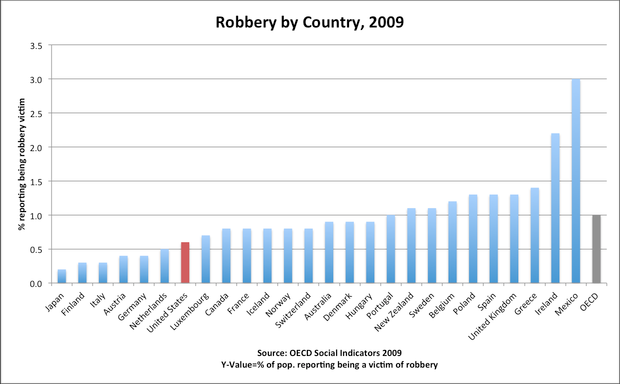 Robbery by Country, 2009
% reporting being robbery victim
3.5
3.0
2.5
2.0
1.5
1.0
0.5
0.0
Japan
Finland
Italy
Austria
Germany
Netherlands
United States
Luxembourg
Canada
France
Iceland
Norway
Switzerland
Australia
Denmark
Hungary
Portugal
New Zealand
Sweden
Belgium
Poland
Spain
United Kingdom
Greece
Ireland
Mexico
OECD
Source: OECD Social Indicators 2009
Y-Value=% of pop. reporting being a victim of robbery